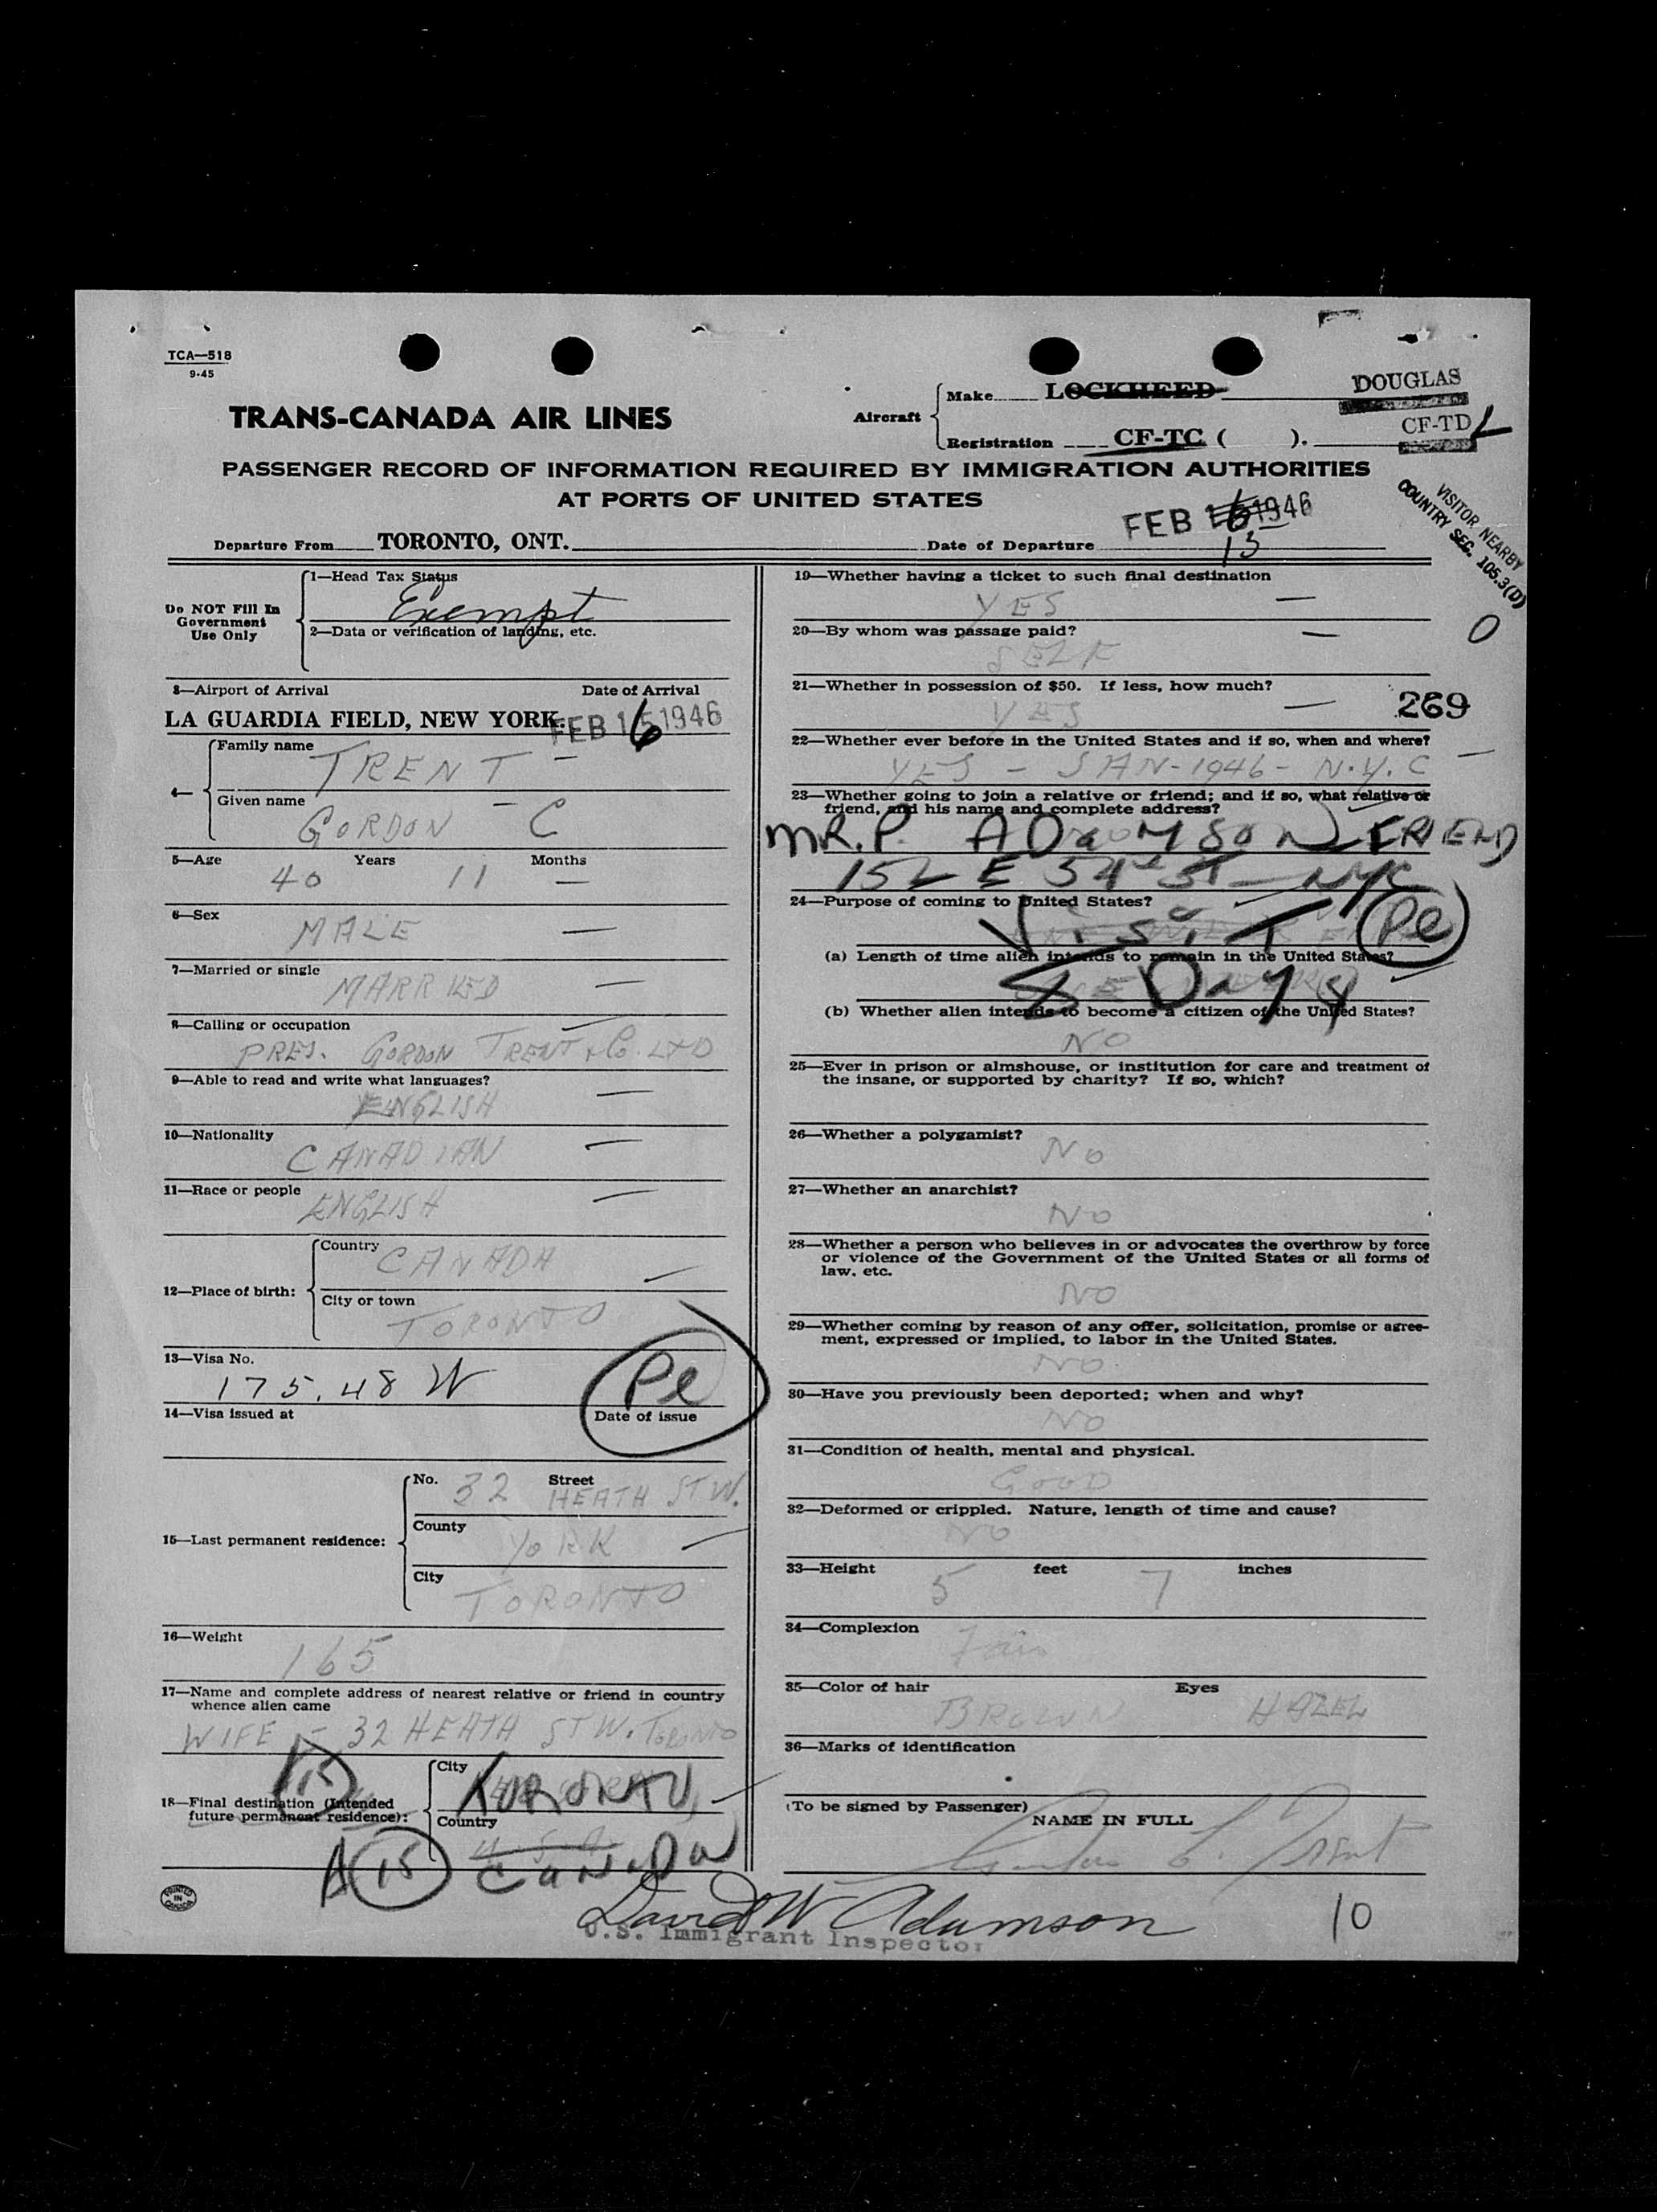 TCA—518
9-45
TRANS-CANADA AIR LINES
Aircraft
Make LOCKHEED
DOUGLAS
Registration CF-TC ( ).
CF-TD L
PASSENGER RECORD OF INFORMATION REQUIRED BY IMMIGRATION AUTHORITIES
AT PORTS OF UNITED STATES
VISITOR NEARBY
COUNTRY SEC. 105.3(D)
Departure From TORONTO, ONT.
Date of Departure FEB 1946
15
Do NOT Fill In
Government
Use Only
1—Head Tax Status
Exempt
2—Data or verification of landing, etc.
3—Airport of Arrival Date of Arrival
LA GUARDIA FIELD, NEW YORK. FEB 16 1946
4—
Family name
TRENT
Given name
GORDON C
5—Age Years Months
40 11
6—Sex
MALE
7—Married or single
MARRIED
8—Calling or occupation
PRES. GORDON TRENT & CO. LTD
9—Able to read and write what languages?
ENGLISH
10—Nationality
CANADIAN
11—Race or people
ENGLISH
12—Place of birth:
Country
CANADA
City or town
TORONTO
13—Visa No.
175.48 W
Pe
14—Visa issued at Date of issue
15—Last permanent residence:
No. 32 Street HEATH ST W.
County
YORK
City
TORONTO
16—Weight
165
17—Name and complete address of nearest relative or friend in country
whence alien came
WIFE - 32 HEATH ST W. TORONTO
15
18—Final destination (Intended
future permanent residence):
City
TORONTO
Country
U.S.A
CANADA
A 15
PRINTED
IN
CANADA
19—Whether having a ticket to such final destination
YES
20—By whom was passage paid?
SELF
0
21—Whether in possession of $50. If less, how much?
YES
269
22—Whether ever before in the United States and if so, when and where?
YES - JAN-1946- N.Y.C
23—Whether going to join a relative or friend; and if so, what relative or
friend, and his name and complete address?
MR. P. ADAMSON FRIEND
152 E 54th ST — NYC
24—Purpose of coming to United States?
VISIT
Pe
(a) Length of time alien intends to remain in the United States?
8 Days
(b) Whether alien intends to become a citizen of the United States?
NO
25—Ever in prison or almshouse, or institution for care and treatment of
the insane, or supported by charity? If so, which?
26—Whether a polygamist?
NO
27—Whether an anarchist?
NO
28—Whether a person who believes in or advocates the overthrow by force
or violence of the Government of the United States or all forms of
law, etc.
NO
29—Whether coming by reason of any offer, solicitation, promise or agree-
ment, expressed or implied, to labor in the United States.
NO
30—Have you previously been deported; when and why?
NO
31—Condition of health, mental and physical.
GOOD
32—Deformed or crippled. Nature, length of time and cause?
NO
33—Height 5 feet 7 inches
34—Complexion
Fair
35—Color of hair Eyes
BROWN HAZEL
36—Marks of identification
(To be signed by Passenger)
NAME IN FULL
Gordon C. Trent
David W Adamson
U.S. Immigrant Inspector
10